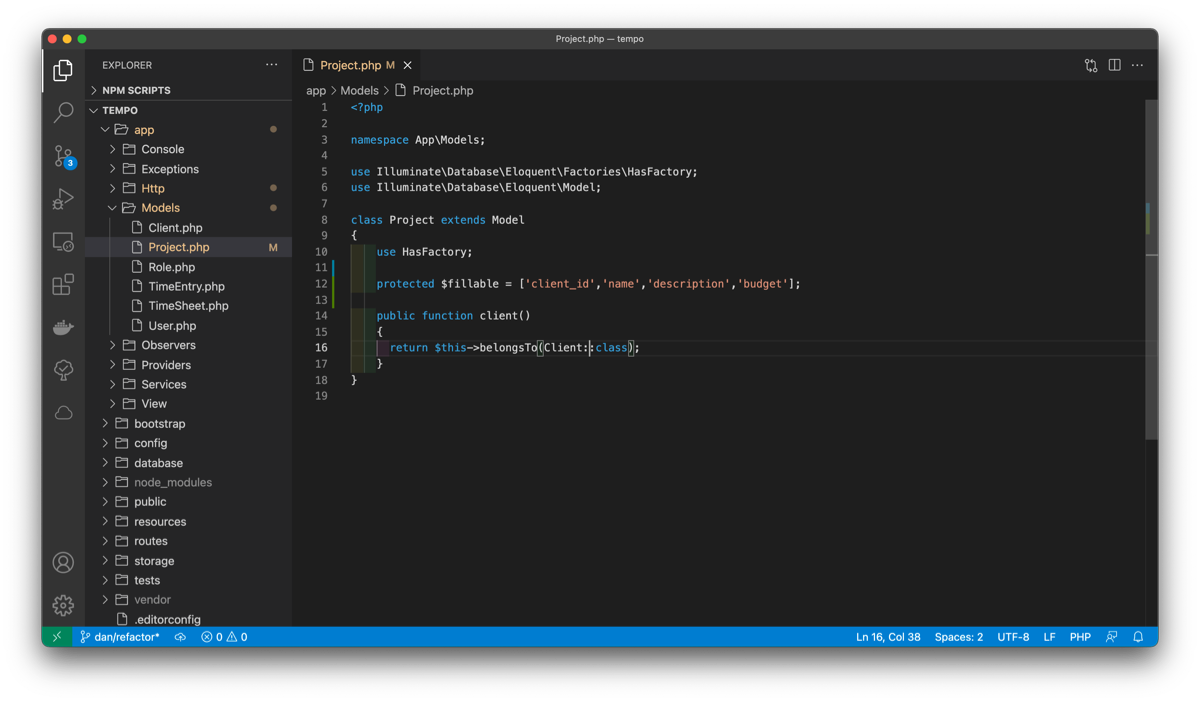 Project.php — tempo
EXPLORER
NPM SCRIPTS
TEMPO
app
Console
Exceptions
Http
Models
Client.php
Project.php M
Role.php
TimeEntry.php
TimeSheet.php
User.php
Observers
Providers
Services
View
bootstrap
config
database
node_modules
public
resources
routes
storage
tests
vendor
.editorconfig
3
Project.php M
app > Models > Project.php
1 <?php
2
3 namespace App\Models;
4
5 use Illuminate\Database\Eloquent\Factories\HasFactory;
6 use Illuminate\Database\Eloquent\Model;
7
8 class Project extends Model
9 {
10 use HasFactory;
11
12 protected $fillable = ['client_id','name','description','budget'];
13
14 public function client()
15 {
16 return $this->belongsTo(Client::class);
17 }
18 }
19
dan/refactor* 0 0 Ln 16, Col 38 Spaces: 2 UTF-8 LF PHP